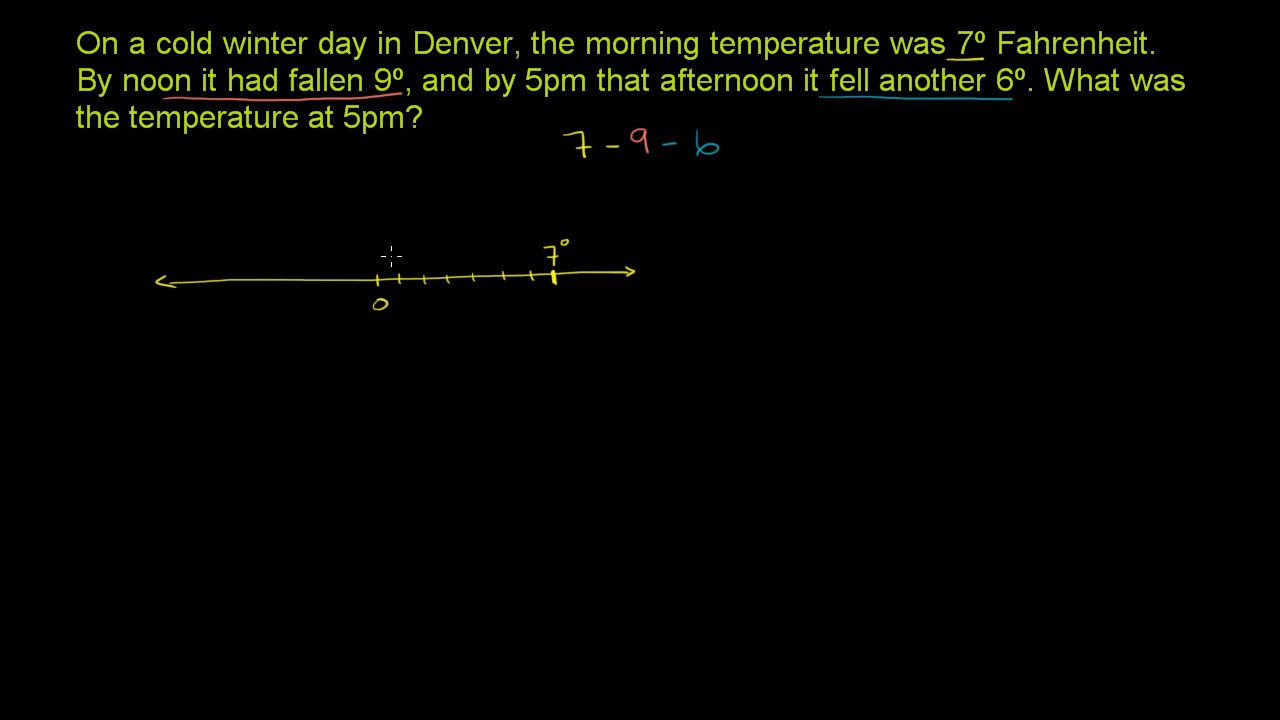 On a cold winter day in Denver, the morning temperature was 7º Fahrenheit.
By noon it had fallen 9º, and by 5pm that afternoon it fell another 6º. What was
the temperature at 5pm?
7 - 9 - 6
7°
0